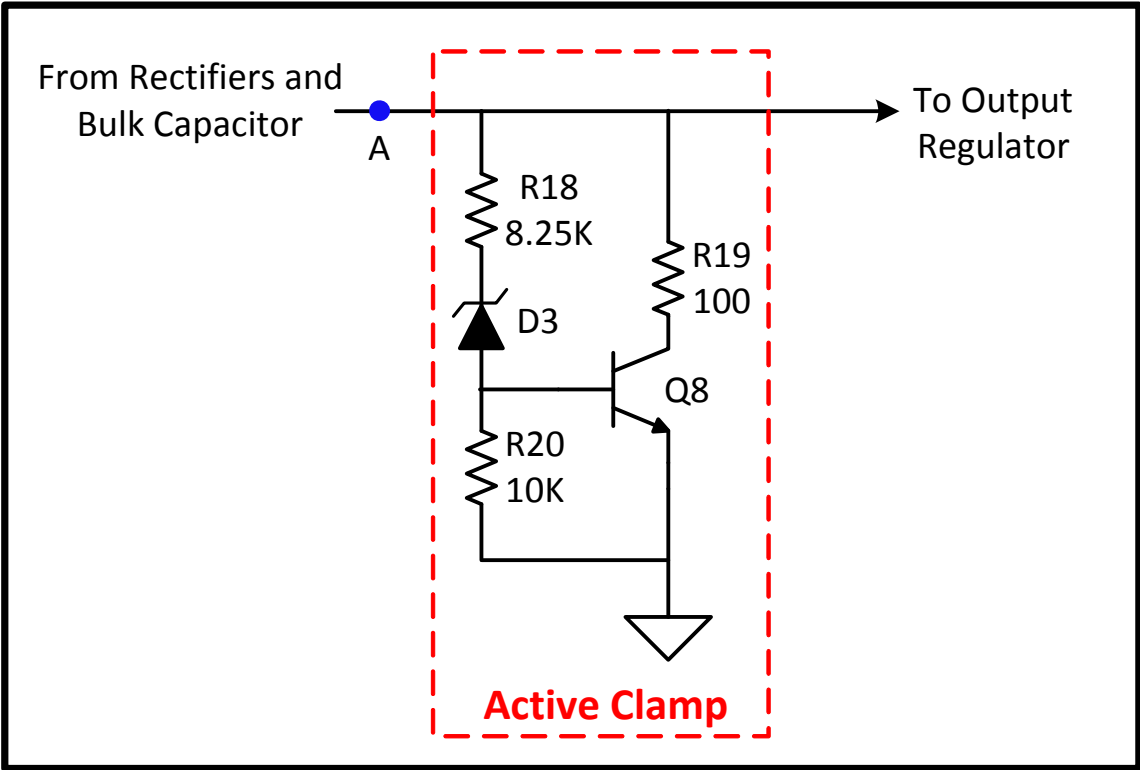 From Rectifiers and
Bulk Capacitor
A
To Output
Regulator
R18
8.25K
R19
100
D3
Q8
R20
10K
Active Clamp